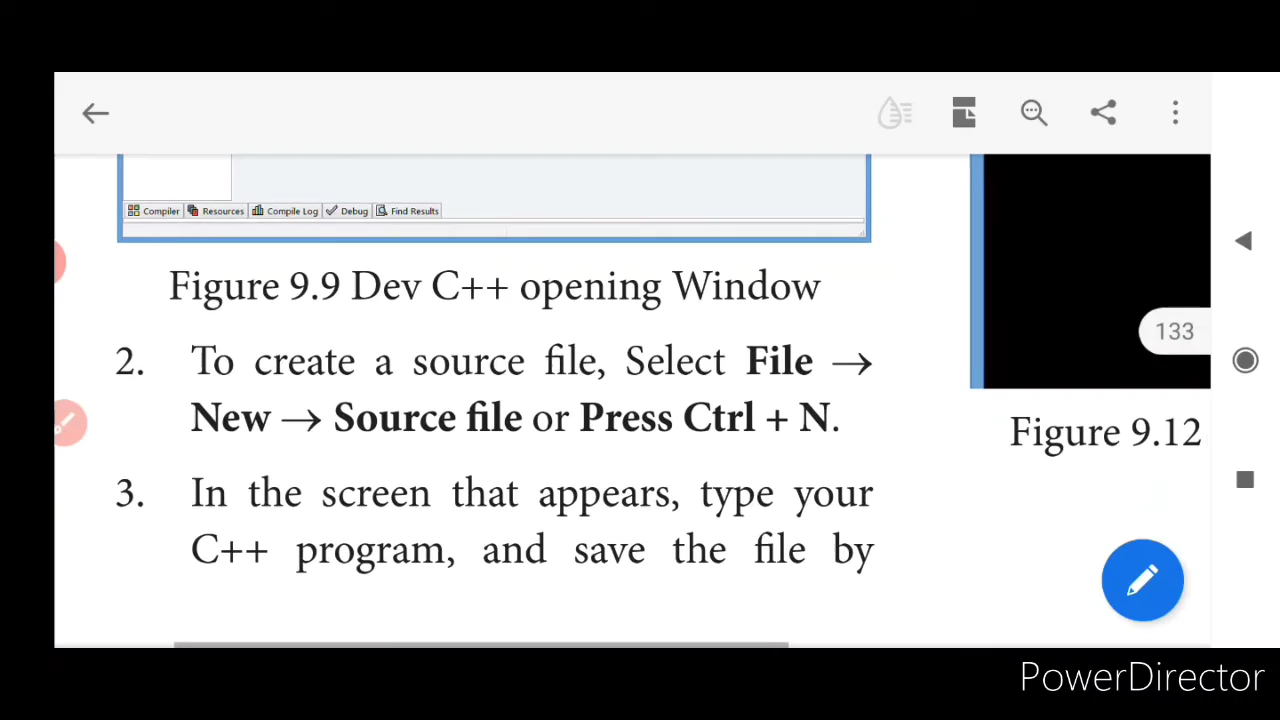 Compiler Resources Compile Log Debug Find Results
Figure 9.9 Dev C++ opening Window
2. To create a source file, Select File →
New → Source file or Press Ctrl + N.
3. In the screen that appears, type your
C++ program, and save the file by
133
Figure 9.12
PowerDirector